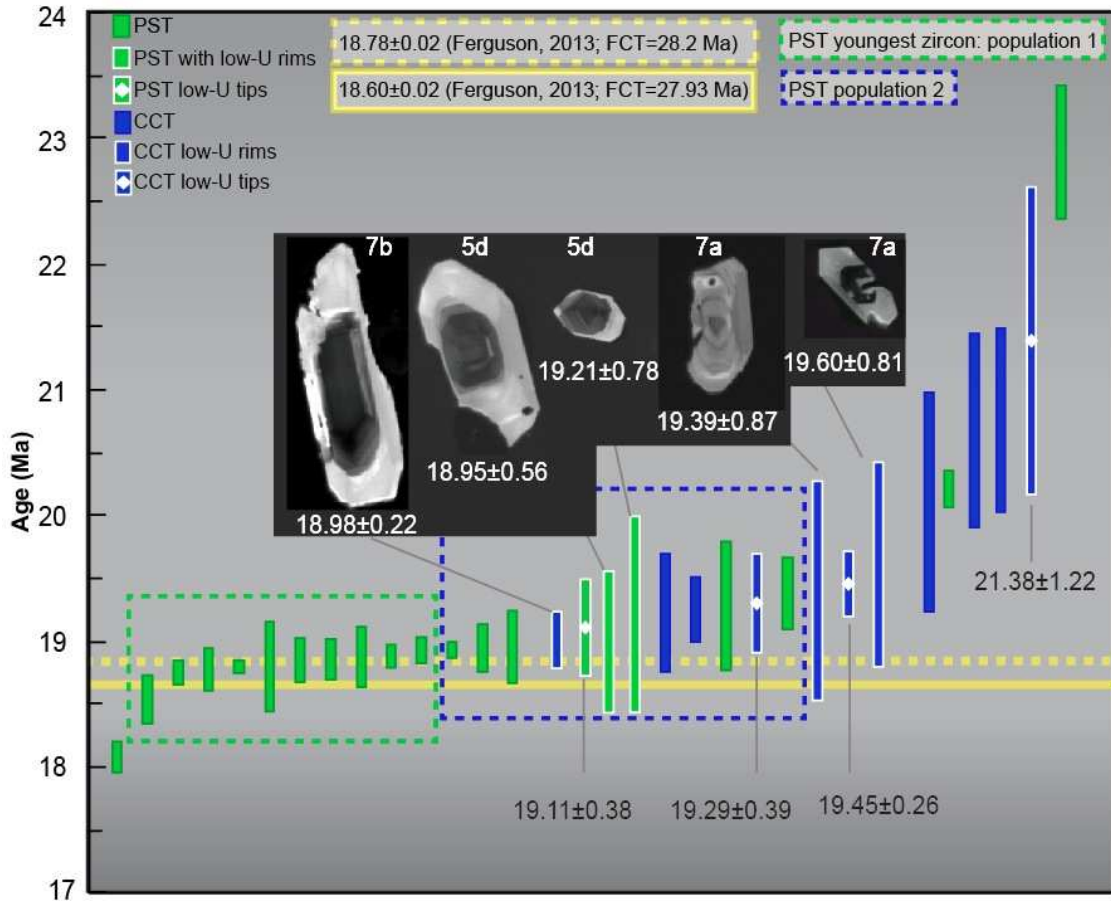 24
23
22
21
20
19
18
17
Age (Ma)
PST
PST with low-U rims
PST low-U tips
CCT
CCT low-U rims
CCT low-U tips
18.78±0.02 (Ferguson, 2013; FCT=28.2 Ma)
18.60±0.02 (Ferguson, 2013; FCT=27.93 Ma)
PST youngest zircon: population 1
PST population 2
7b
5d
5d
7a
7a
18.98±0.22
18.95±0.56
19.21±0.78
19.39±0.87
19.60±0.81
19.11±0.38
19.29±0.39
19.45±0.26
21.38±1.22